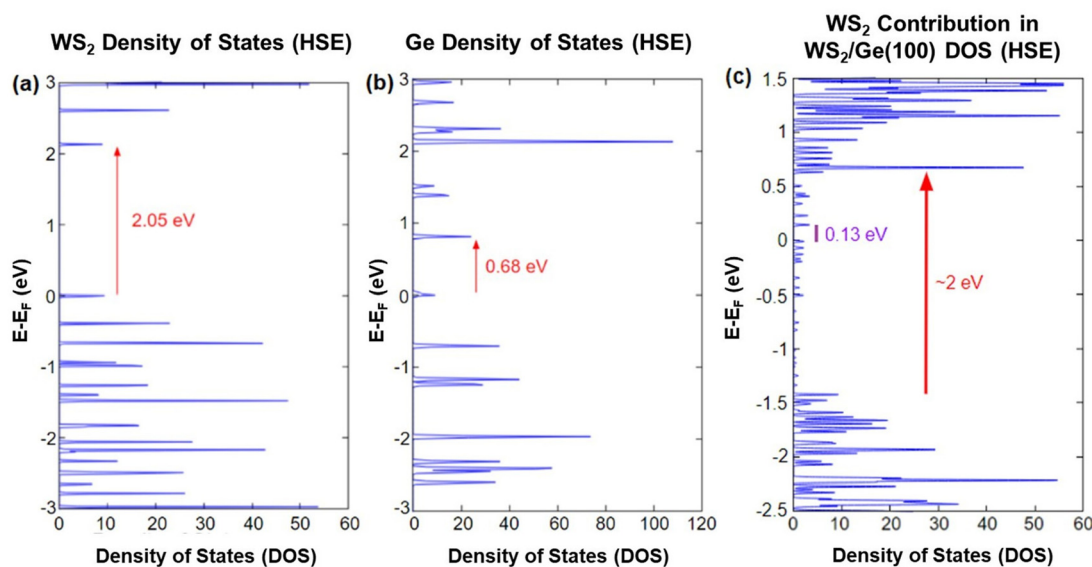 WS₂ Density of States (HSE)
Ge Density of States (HSE)
WS₂ Contribution in
WS₂/Ge(100) DOS (HSE)
(a)
3
2
1
0
-1
-2
-3
2.05 eV
E-E_F (eV)
0 10 20 30 40 50 60
Density of States (DOS)
(b)
3
2
1
0
-1
-2
-3
0.68 eV
E-E_F (eV)
0 20 40 60 80 100 120
Density of States (DOS)
(c)
1.5
1
0.5
0
-0.5
-1
-1.5
-2
-2.5
0.13 eV
~2 eV
E-E_F (eV)
0 10 20 30 40 50 60
Density of States (DOS)